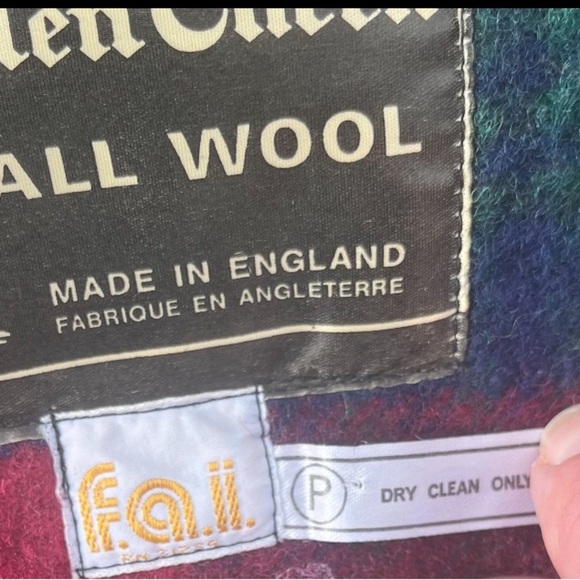 ALL WOOL
MADE IN ENGLAND
FABRIQUE EN ANGLETERRE
f.a.i.
P DRY CLEAN ONLY